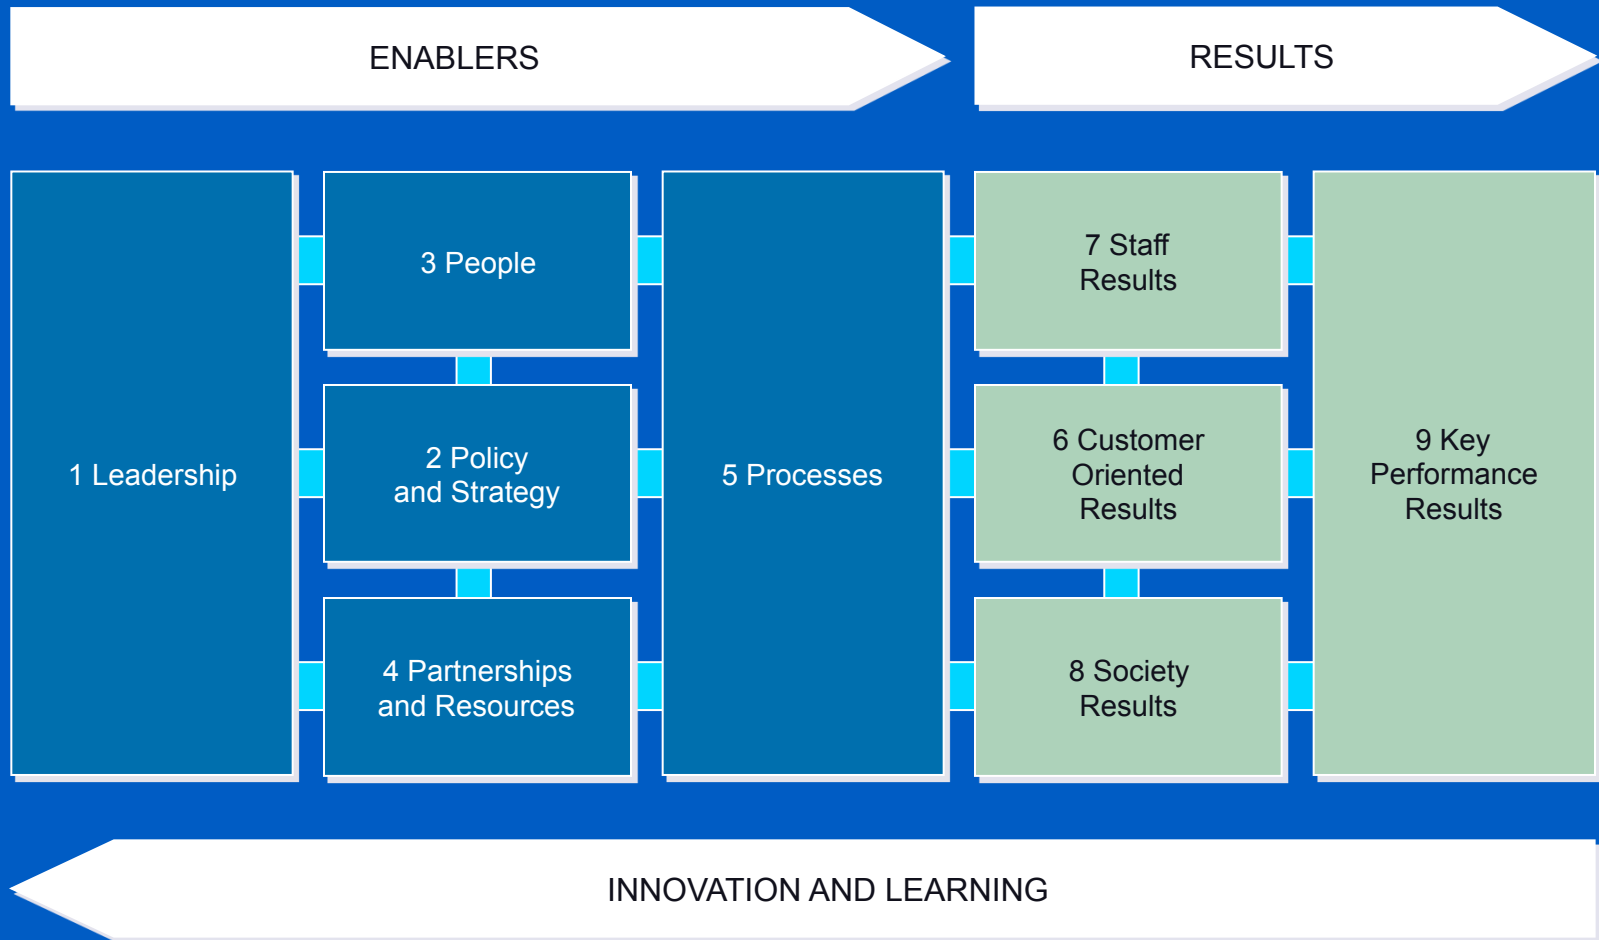 ENABLERS
RESULTS
1 Leadership
3 People
2 Policy
and Strategy
4 Partnerships
and Resources
5 Processes
7 Staff
Results
6 Customer
Oriented
Results
8 Society
Results
9 Key
Performance
Results
INNOVATION AND LEARNING